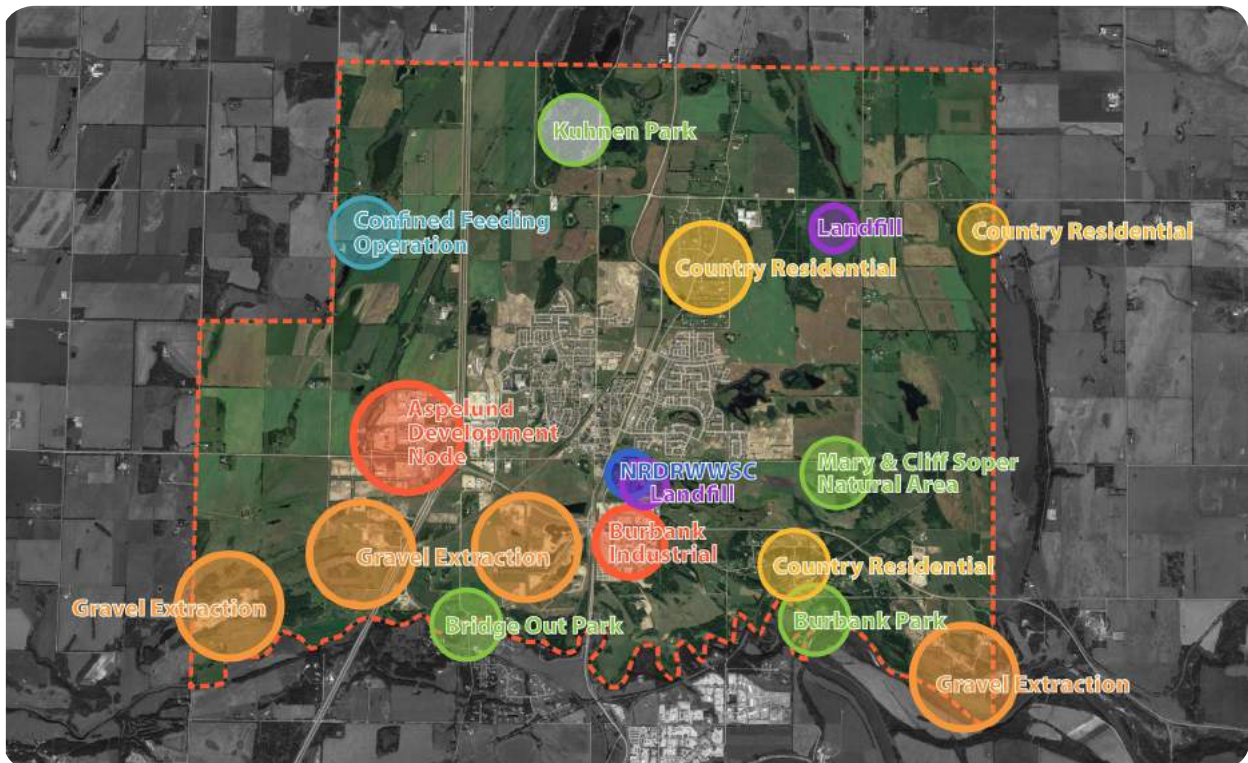 Kuhnen Park
Confined Feeding
Operation
Landfill
Country Residential
Country Residential
Aspelund
Development
Node
NRDRWWSC
Landfill
Mary & Cliff Soper
Natural Area
Burbank
Industrial
Gravel Extraction
Country Residential
Gravel Extraction
Bridge Out Park
Burbank Park
Gravel Extraction